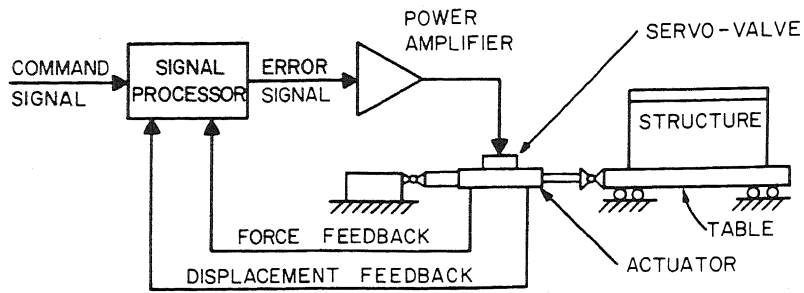 POWER
AMPLIFIER
SERVO-VALVE
COMMAND
SIGNAL
SIGNAL
PROCESSOR
ERROR
SIGNAL
STRUCTURE
FORCE FEEDBACK
TABLE
DISPLACEMENT FEEDBACK
ACTUATOR